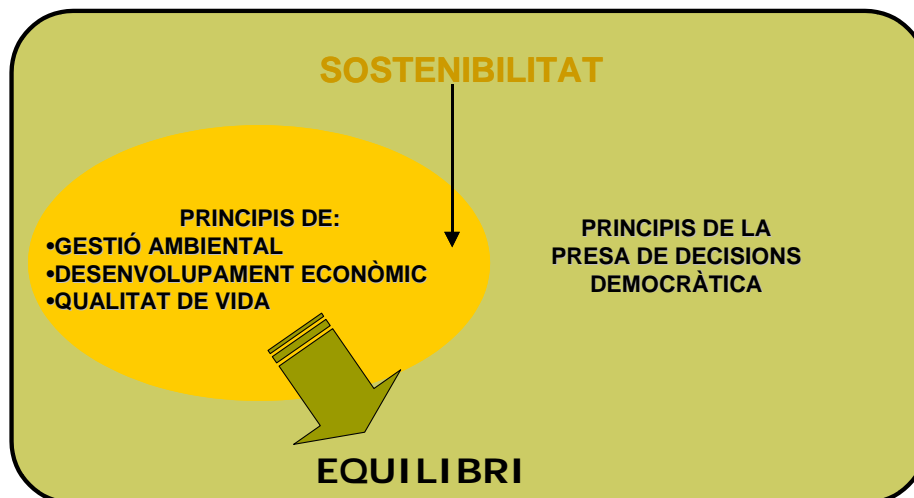 SOSTENIBILITAT
PRINCIPIS DE:
•GESTIÓ AMBIENTAL
•DESENVOLUPAMENT ECONÒMIC
•QUALITAT DE VIDA
PRINCIPIS DE LA
PRESA DE DECISIONS
DEMOCRÀTICA
EQUILIBRI